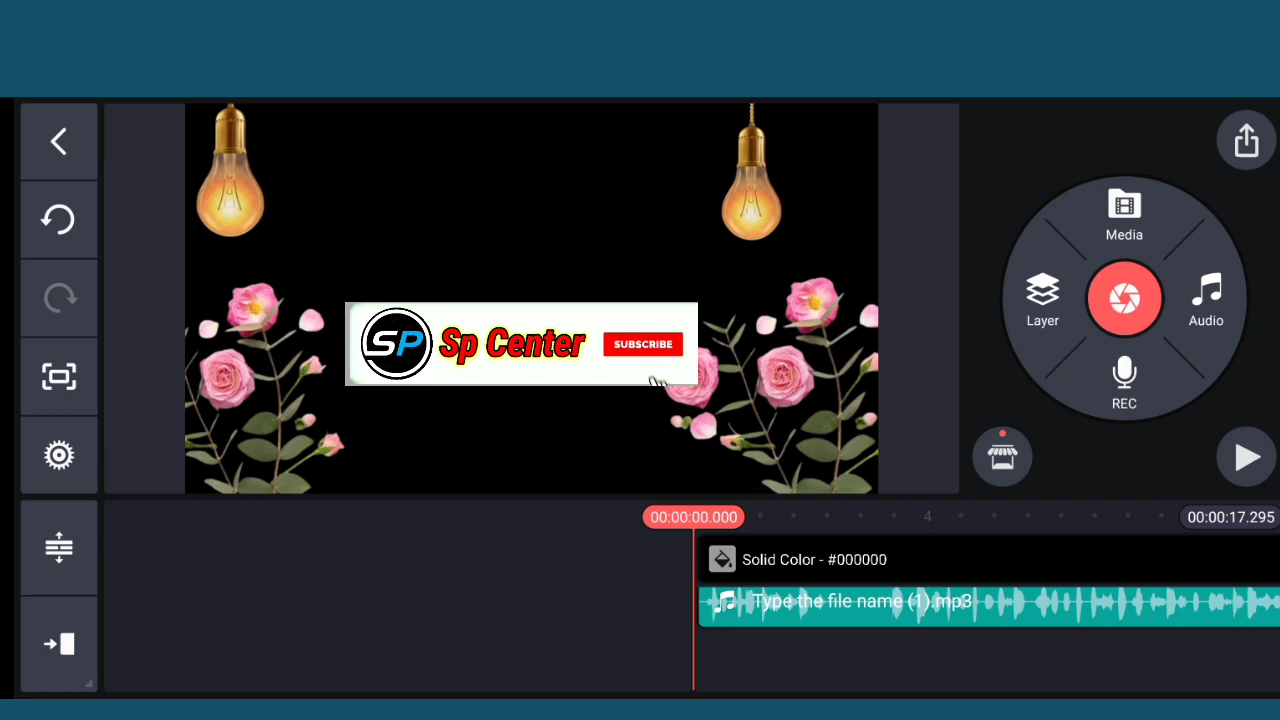 Media
Layer
Audio
REC
SP Sp Center SUBSCRIBE
00:00:00.000
4
00:00:17.295
Solid Color - #000000
Type the file name (1).mp3